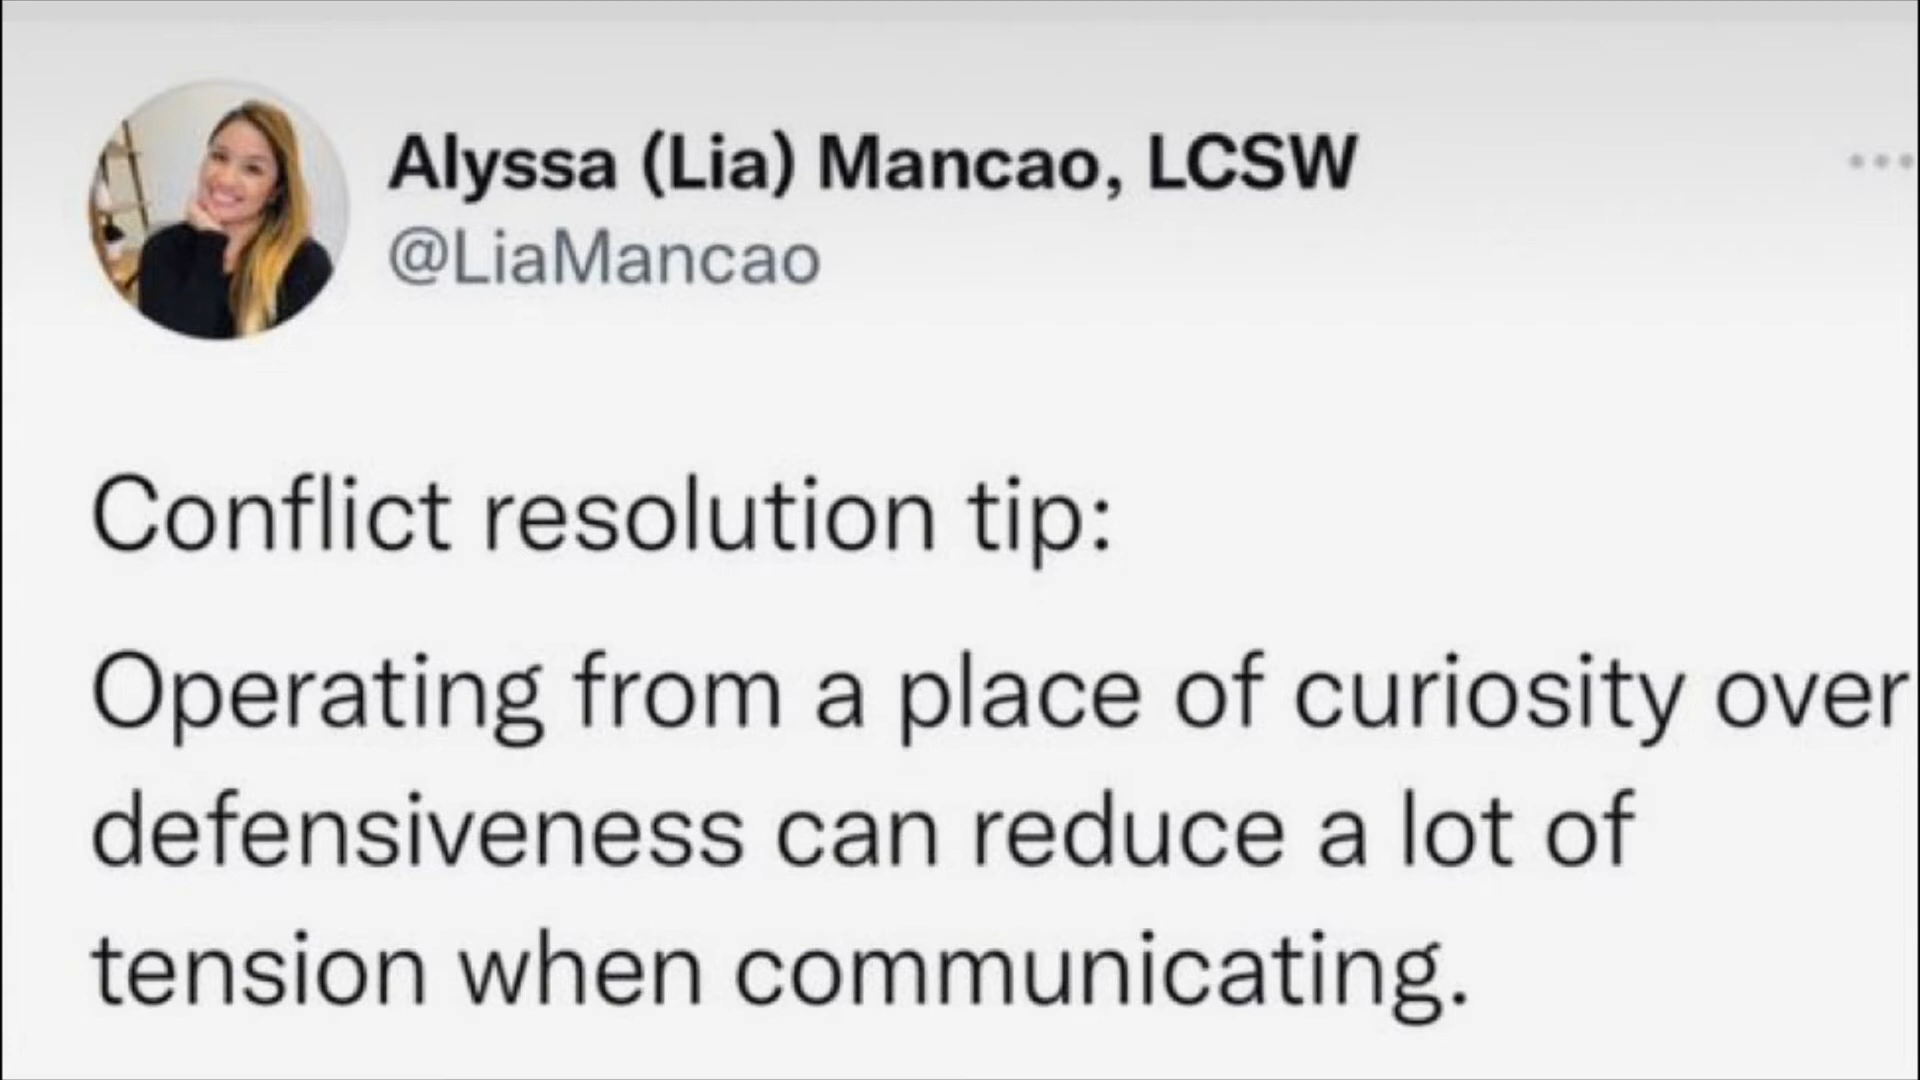 Alyssa (Lia) Mancao, LCSW
@LiaMancao
Conflict resolution tip:
Operating from a place of curiosity over
defensiveness can reduce a lot of
tension when communicating.